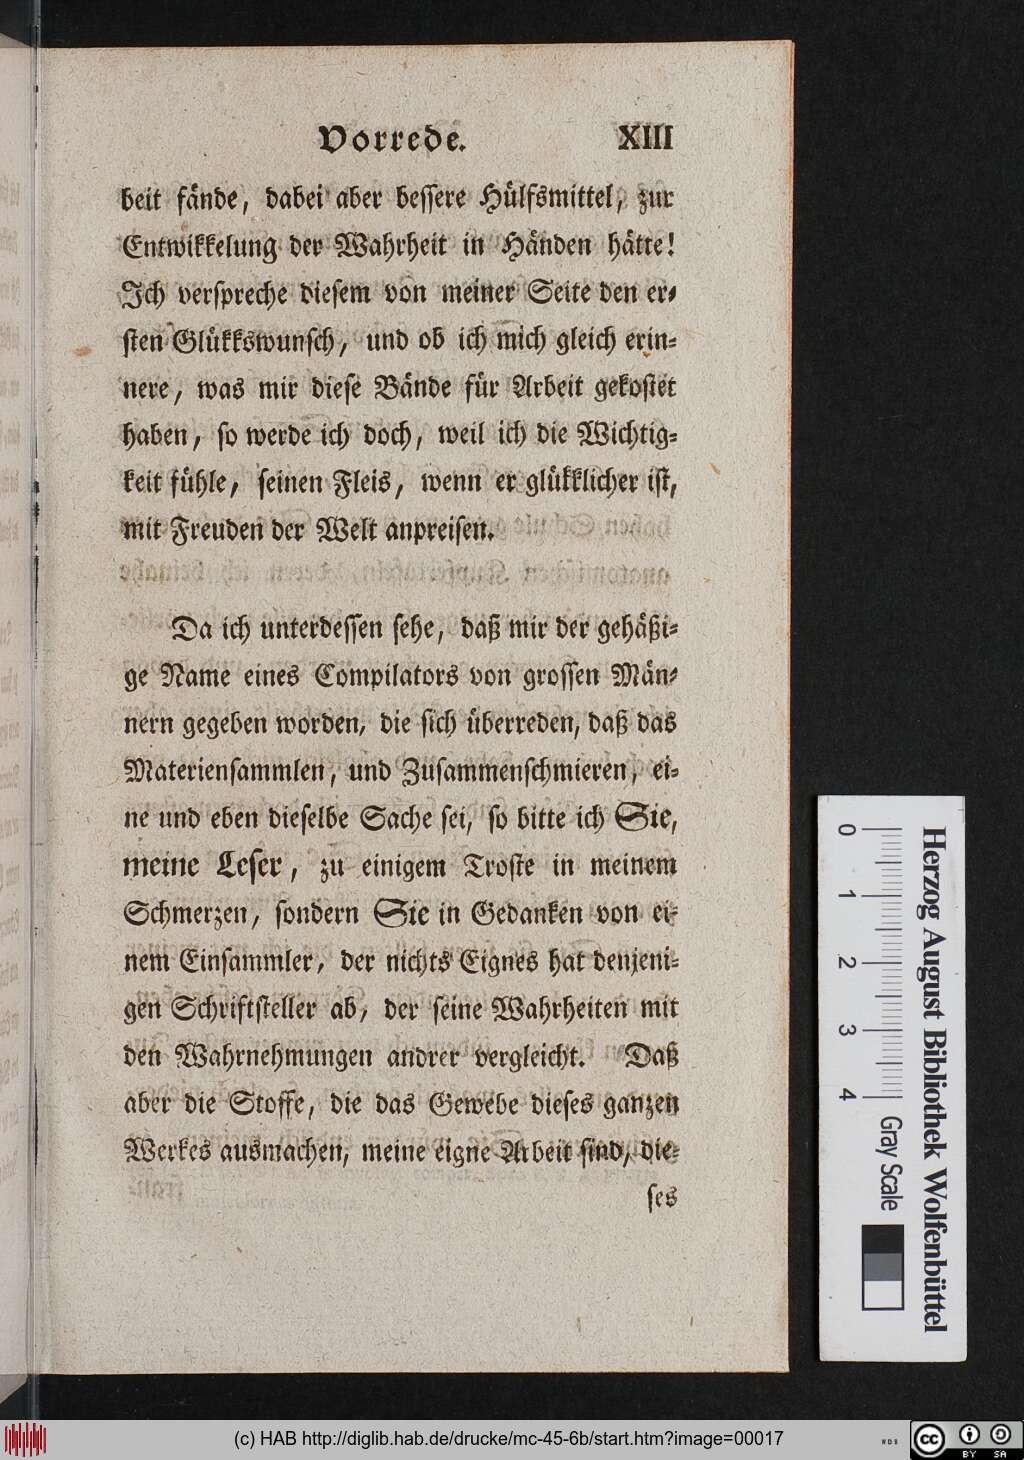 Vorrede. XIII
beit fände, dabei aber bessere Hülfsmittel, zur
Entwikkelung der Wahrheit in Händen hätte!
Ich verspreche diesem von meiner Seite den er-
sten Glükkswunsch, und ob ich mich gleich erin-
nere, was mir diese Bände für Arbeit gekostet
haben, so werde ich doch, weil ich die Wichtig-
keit fühle, seinen Fleis, wenn er glükklicher ist,
mit Freuden der Welt anpreisen.
Da ich unterdessen sehe, daß mir der gehäßi-
ge Name eines Compilators von grossen Män-
nern gegeben worden, die sich überreden, daß das
Materiensammlen, und Zusammenschmieren, ei-
ne und eben dieselbe Sache sei, so bitte ich Sie,
meine Leser, zu einigem Troste in meinem
Schmerzen, sondern Sie in Gedanken von ei-
nem Einsammler, der nichts Eignes hat denjeni-
gen Schriftsteller ab, der seine Wahrheiten mit
den Wahrnehmungen andrer vergleicht. Daß
aber die Stoffe, die das Gewebe dieses ganzen
Werkes ausmachen, meine eigne Arbeit sind, die-
ses
Herzog August Bibliothek Wolfenbüttel
0 1 2 3 4 Gray Scale
(c) HAB http://diglib.hab.de/drucke/mc-45-6b/start.htm?image=00017
cc BY SA